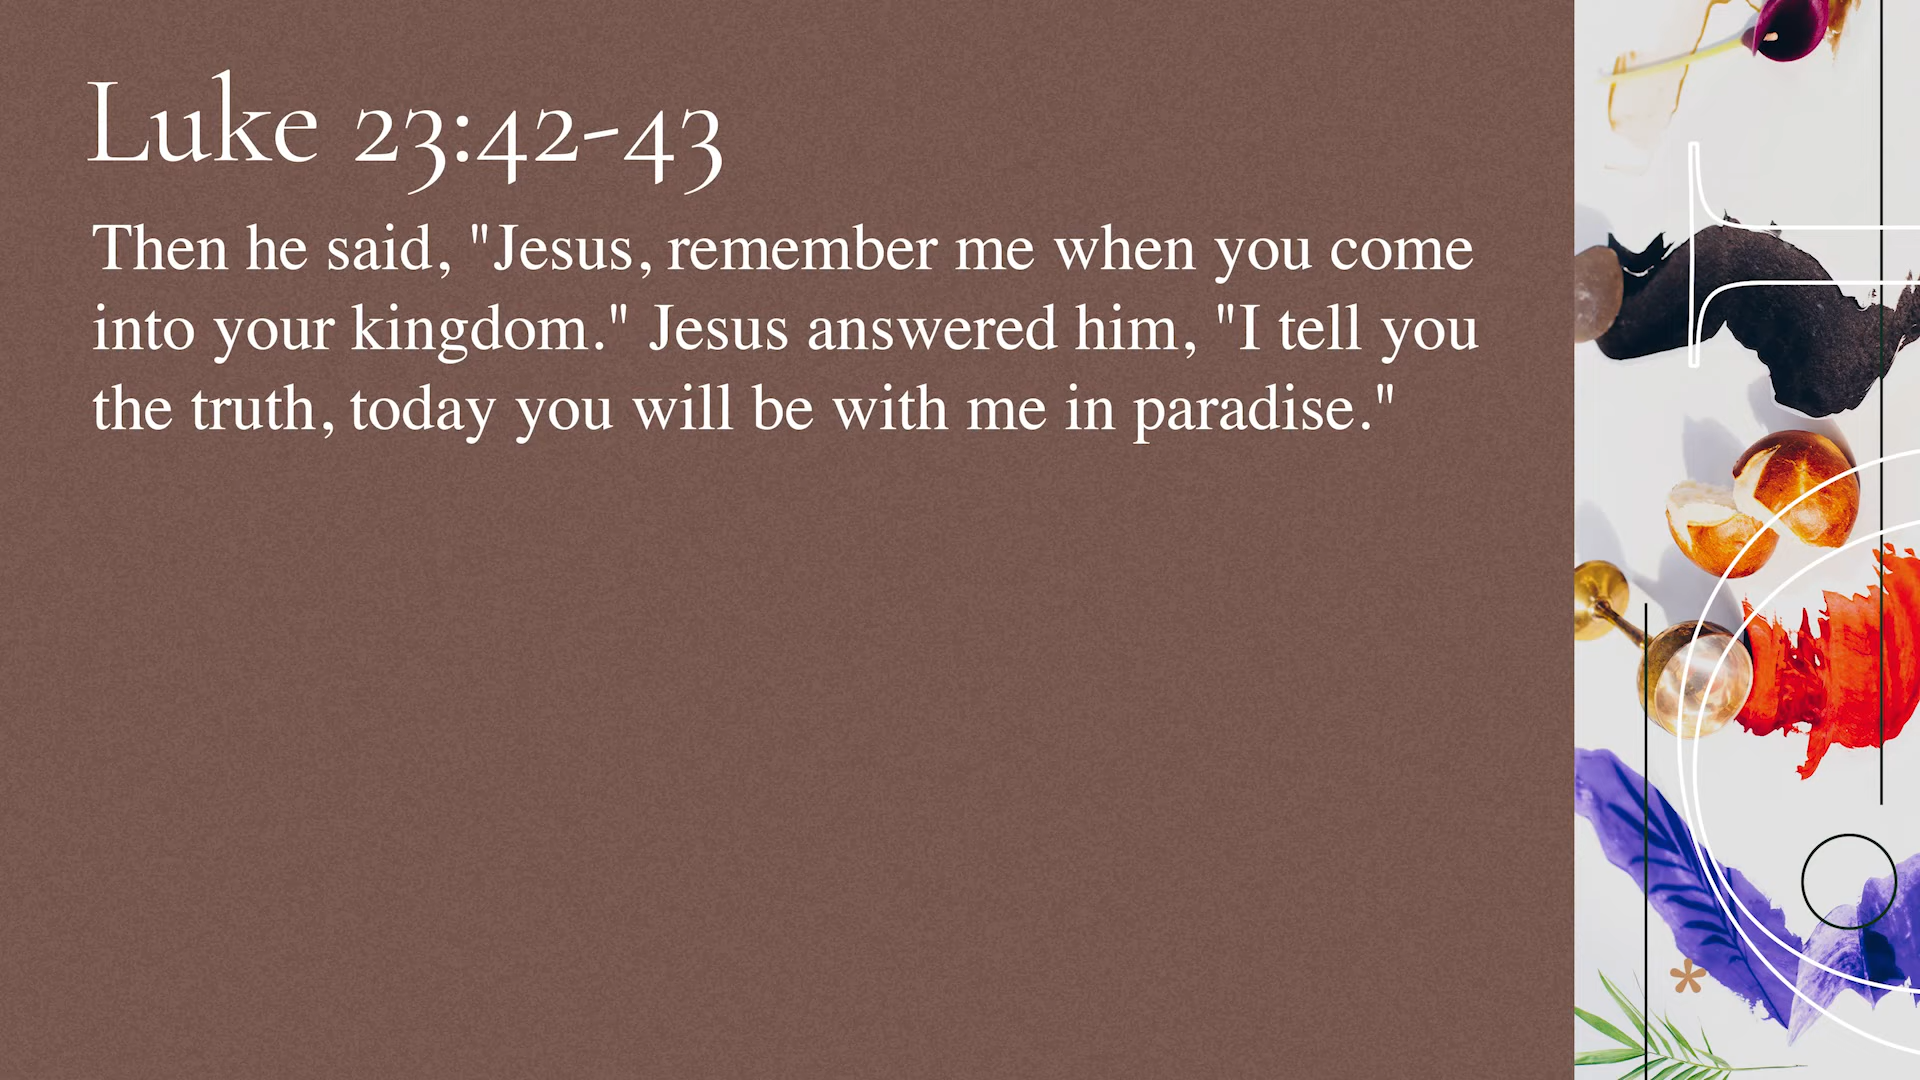 Luke 23:42-43
Then he said, "Jesus, remember me when you come
into your kingdom." Jesus answered him, "I tell you
the truth, today you will be with me in paradise."